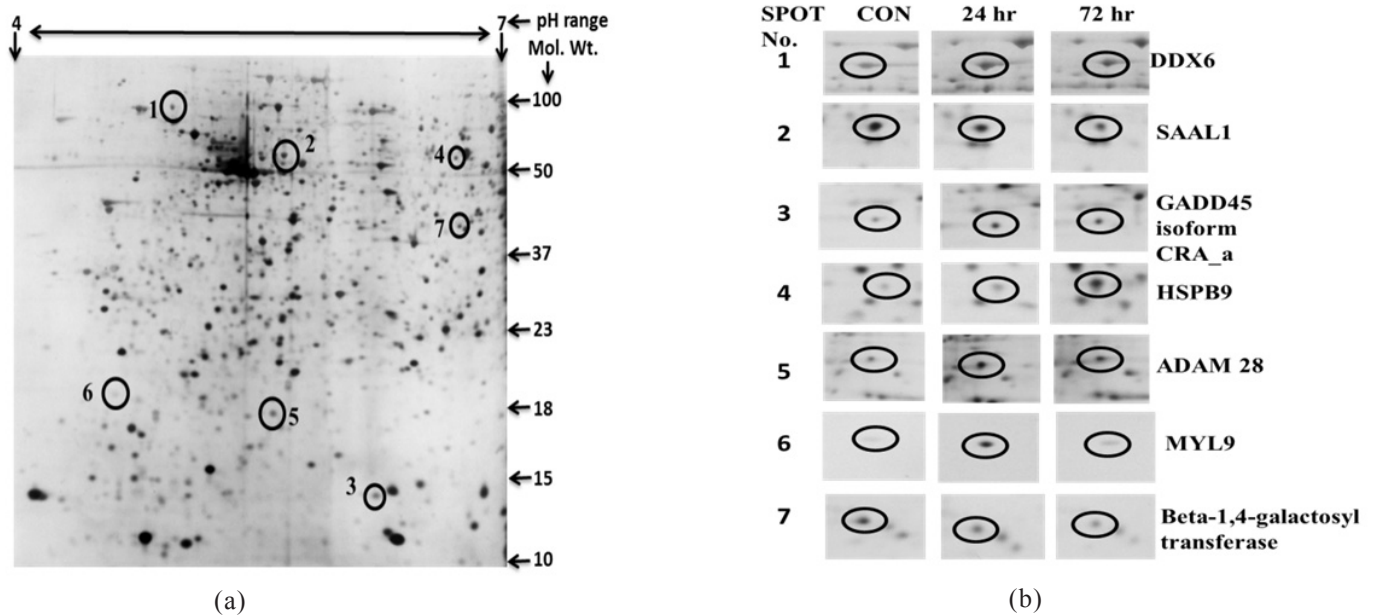 4
7
pH range
Mol. Wt.
100
50
37
23
18
15
10
1
2
4
7
6
5
3
(a)
SPOT No.
CON
24 hr
72 hr
1
DDX6
2
SAAL1
3
GADD45
isoform
CRA_a
4
HSPB9
5
ADAM 28
6
MYL9
7
Beta-1,4-galactosyl
transferase
(b)